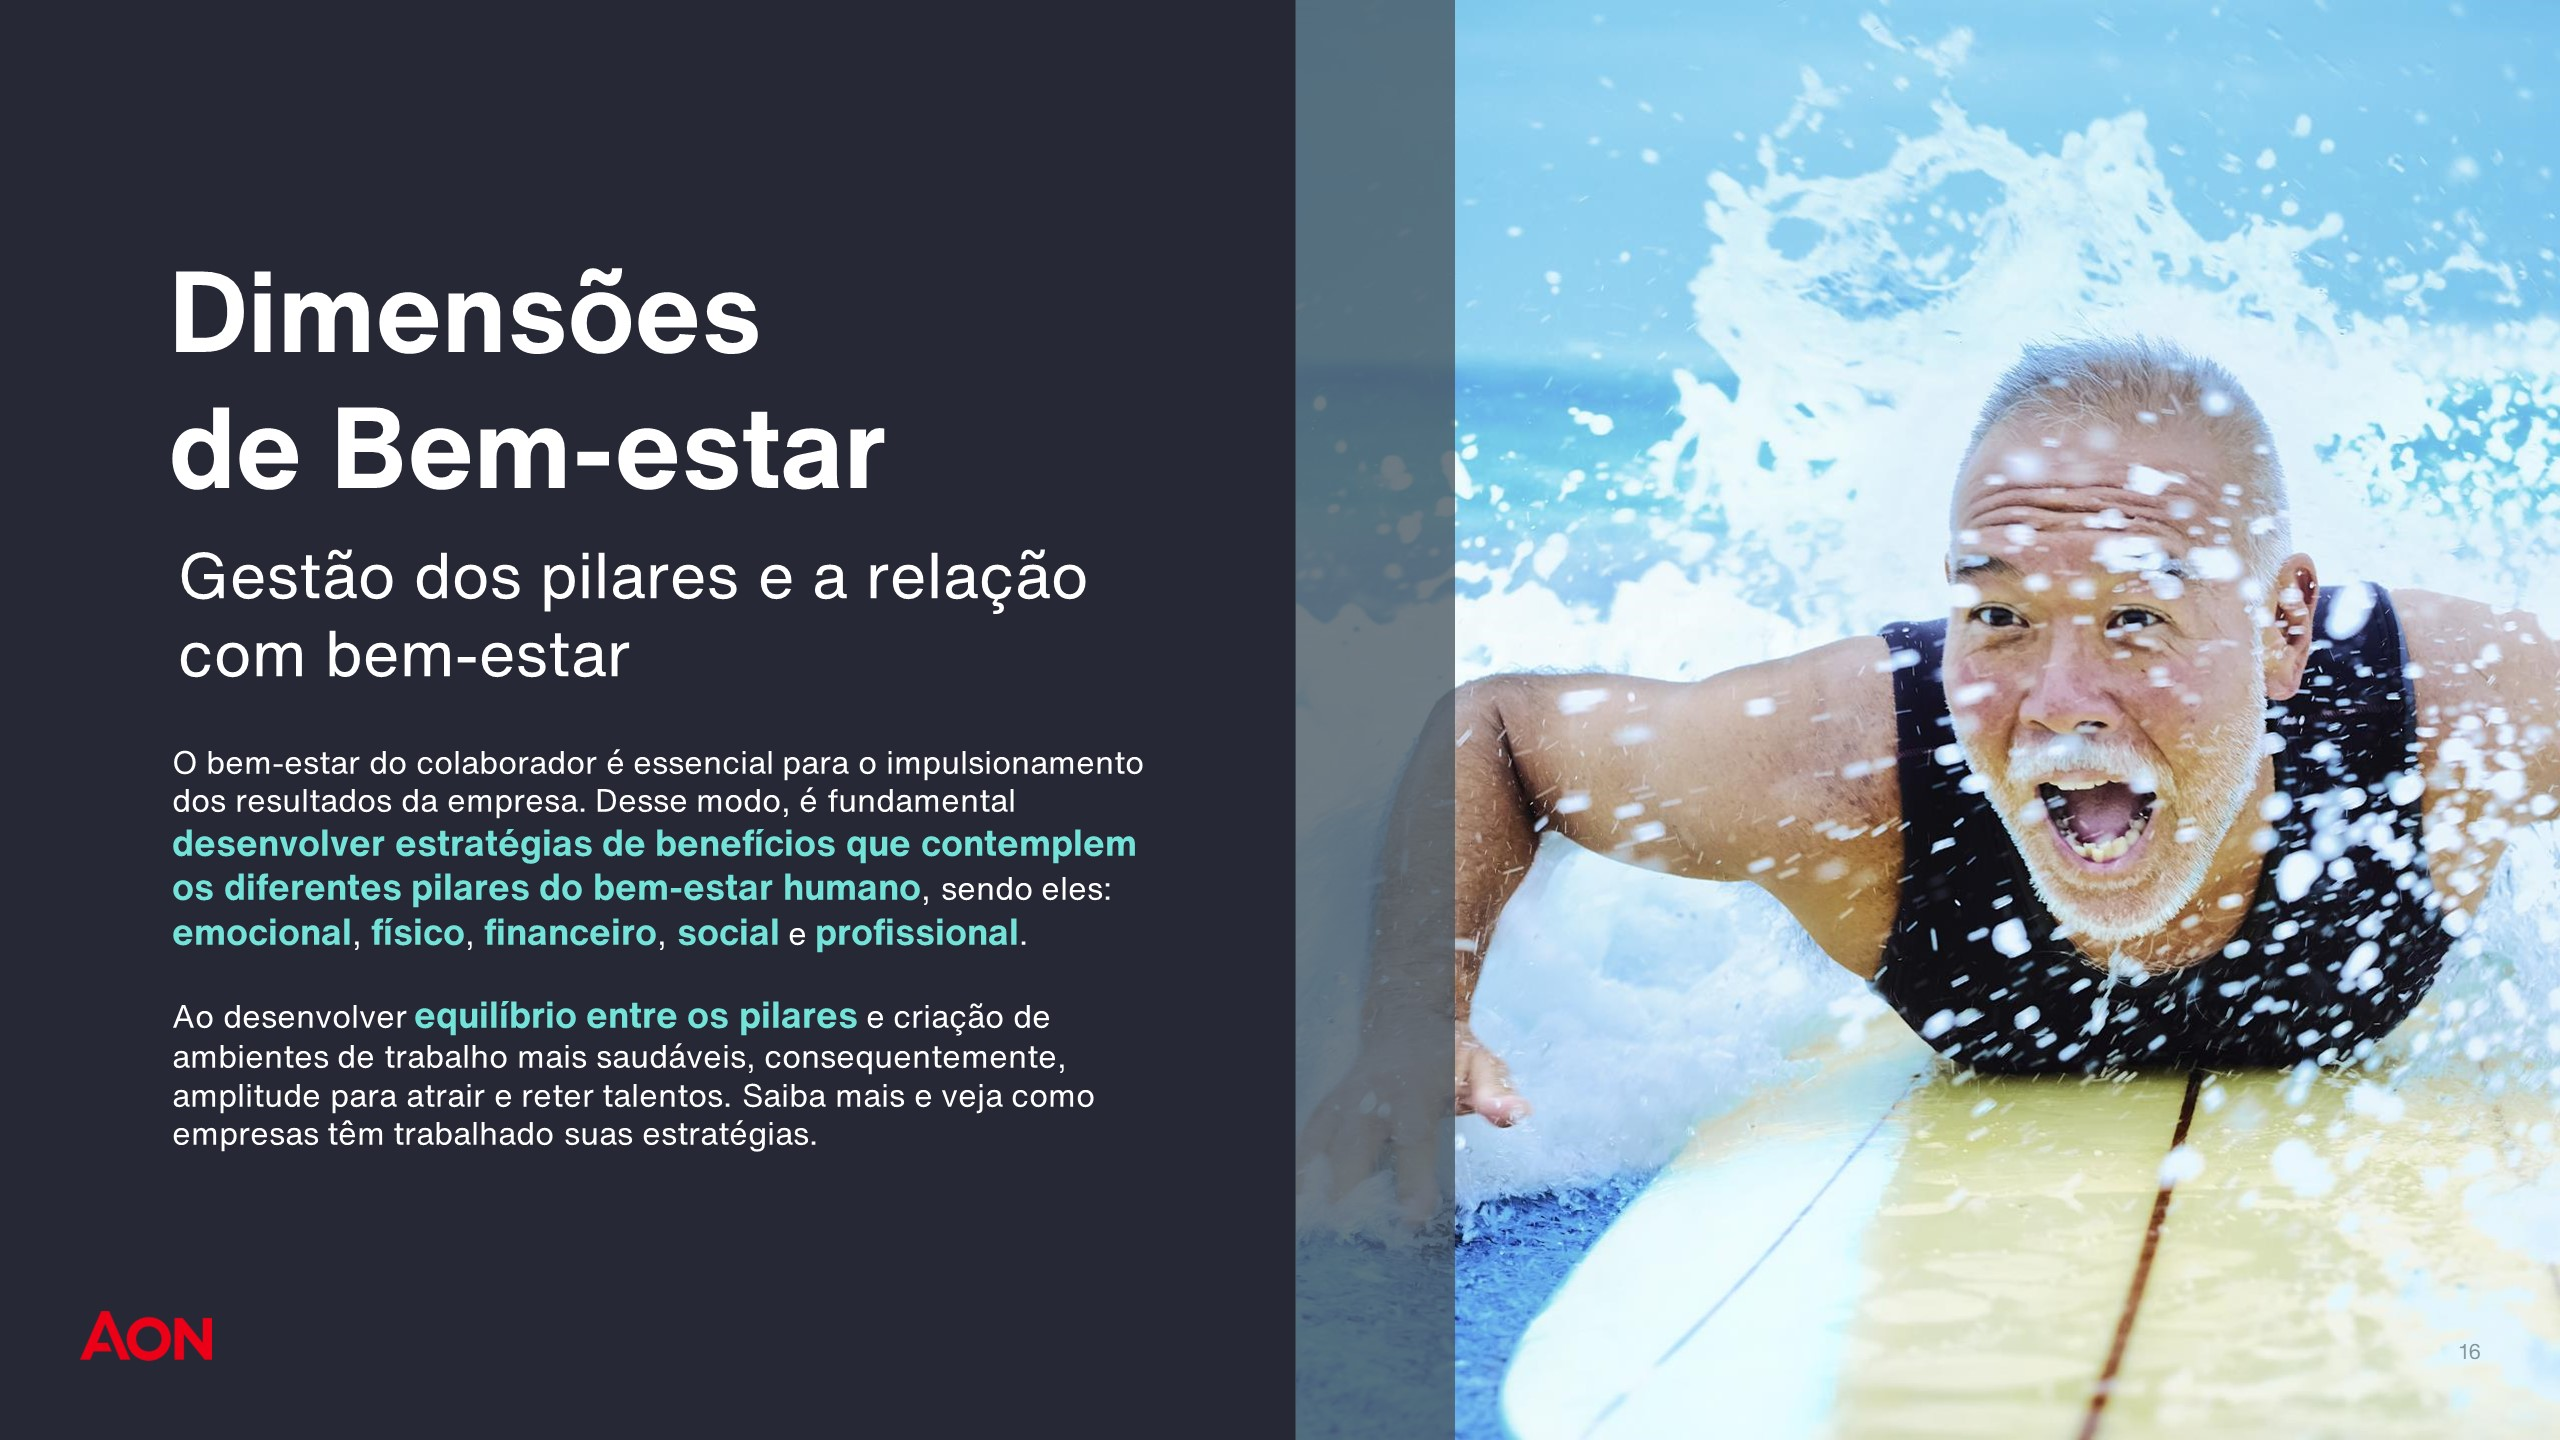 Dimensões
de Bem-estar
Gestão dos pilares e a relação
com bem-estar
O bem-estar do colaborador é essencial para o impulsionamento
dos resultados da empresa. Desse modo, é fundamental
desenvolver estratégias de benefícios que contemplem
os diferentes pilares do bem-estar humano, sendo eles:
emocional, físico, financeiro, social e profissional.
Ao desenvolver equilíbrio entre os pilares e criação de
ambientes de trabalho mais saudáveis, consequentemente,
amplitude para atrair e reter talentos. Saiba mais e veja como
empresas têm trabalhado suas estratégias.
AON
16